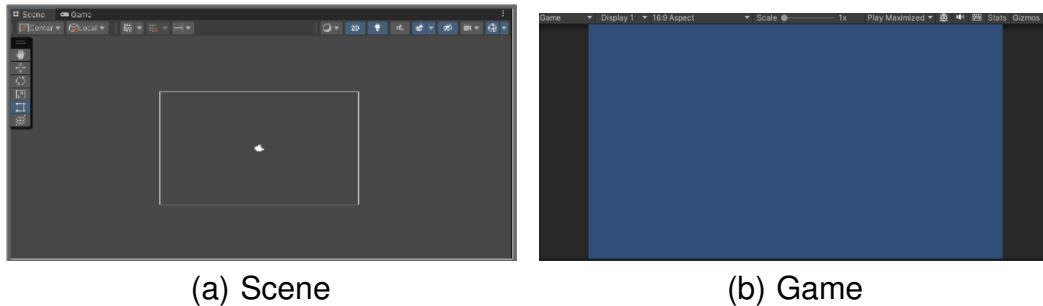 Scene Game
Center Local 2D
Game Display 1 16:9 Aspect Scale 1x Play Maximized Stats Gizmos
(a) Scene
(b) Game